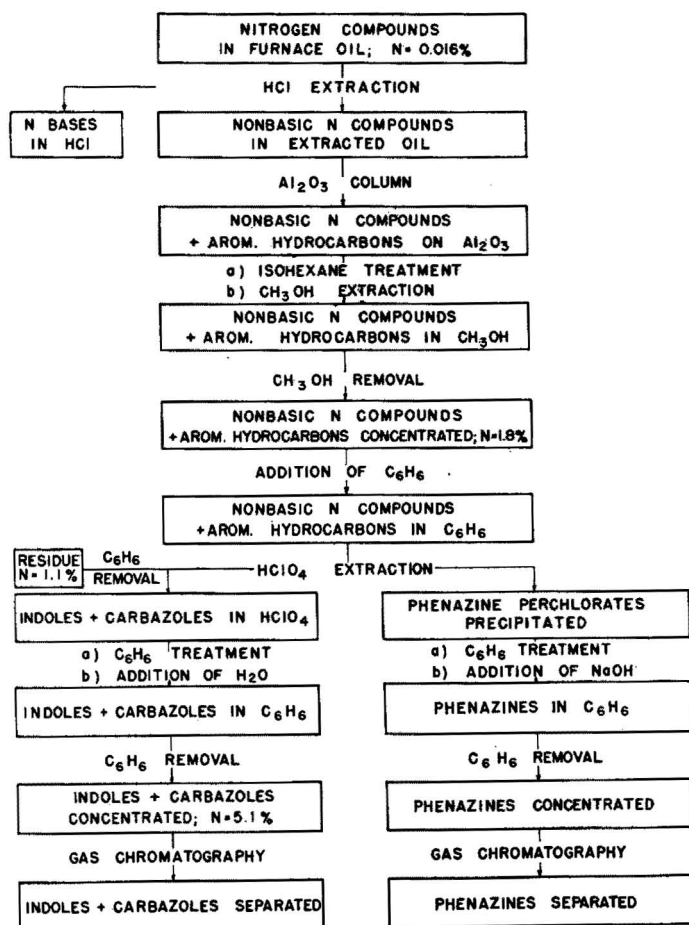 NITROGEN COMPOUNDS
IN FURNACE OIL; N= 0.016%
HCl EXTRACTION
N BASES
IN HCl
NONBASIC N COMPOUNDS
IN EXTRACTED OIL
Al₂O₃ COLUMN
NONBASIC N COMPOUNDS
+ AROM. HYDROCARBONS ON Al₂O₃
a) ISOHEXANE TREATMENT
b) CH₃OH EXTRACTION
NONBASIC N COMPOUNDS
+ AROM. HYDROCARBONS IN CH₃OH
CH₃OH REMOVAL
NONBASIC N COMPOUNDS
+AROM. HYDROCARBONS CONCENTRATED; N=1.8%
ADDITION OF C₆H₆
NONBASIC N COMPOUNDS
+AROM. HYDROCARBONS IN C₆H₆
RESIDUE
N= 1.1%
C₆H₆
REMOVAL
HClO₄ EXTRACTION
INDOLES + CARBAZOLES IN HClO₄
a) C₆H₆ TREATMENT
b) ADDITION OF H₂O
INDOLES + CARBAZOLES IN C₆H₆
C₆H₆ REMOVAL
INDOLES + CARBAZOLES
CONCENTRATED; N=5.1%
GAS CHROMATOGRAPHY
INDOLES + CARBAZOLES SEPARATED
PHENAZINE PERCHLORATES
PRECIPITATED
a) C₆H₆ TREATMENT
b) ADDITION OF NaOH
PHENAZINES IN C₆H₆
C₆H₆ REMOVAL
PHENAZINES CONCENTRATED
GAS CHROMATOGRAPHY
PHENAZINES SEPARATED